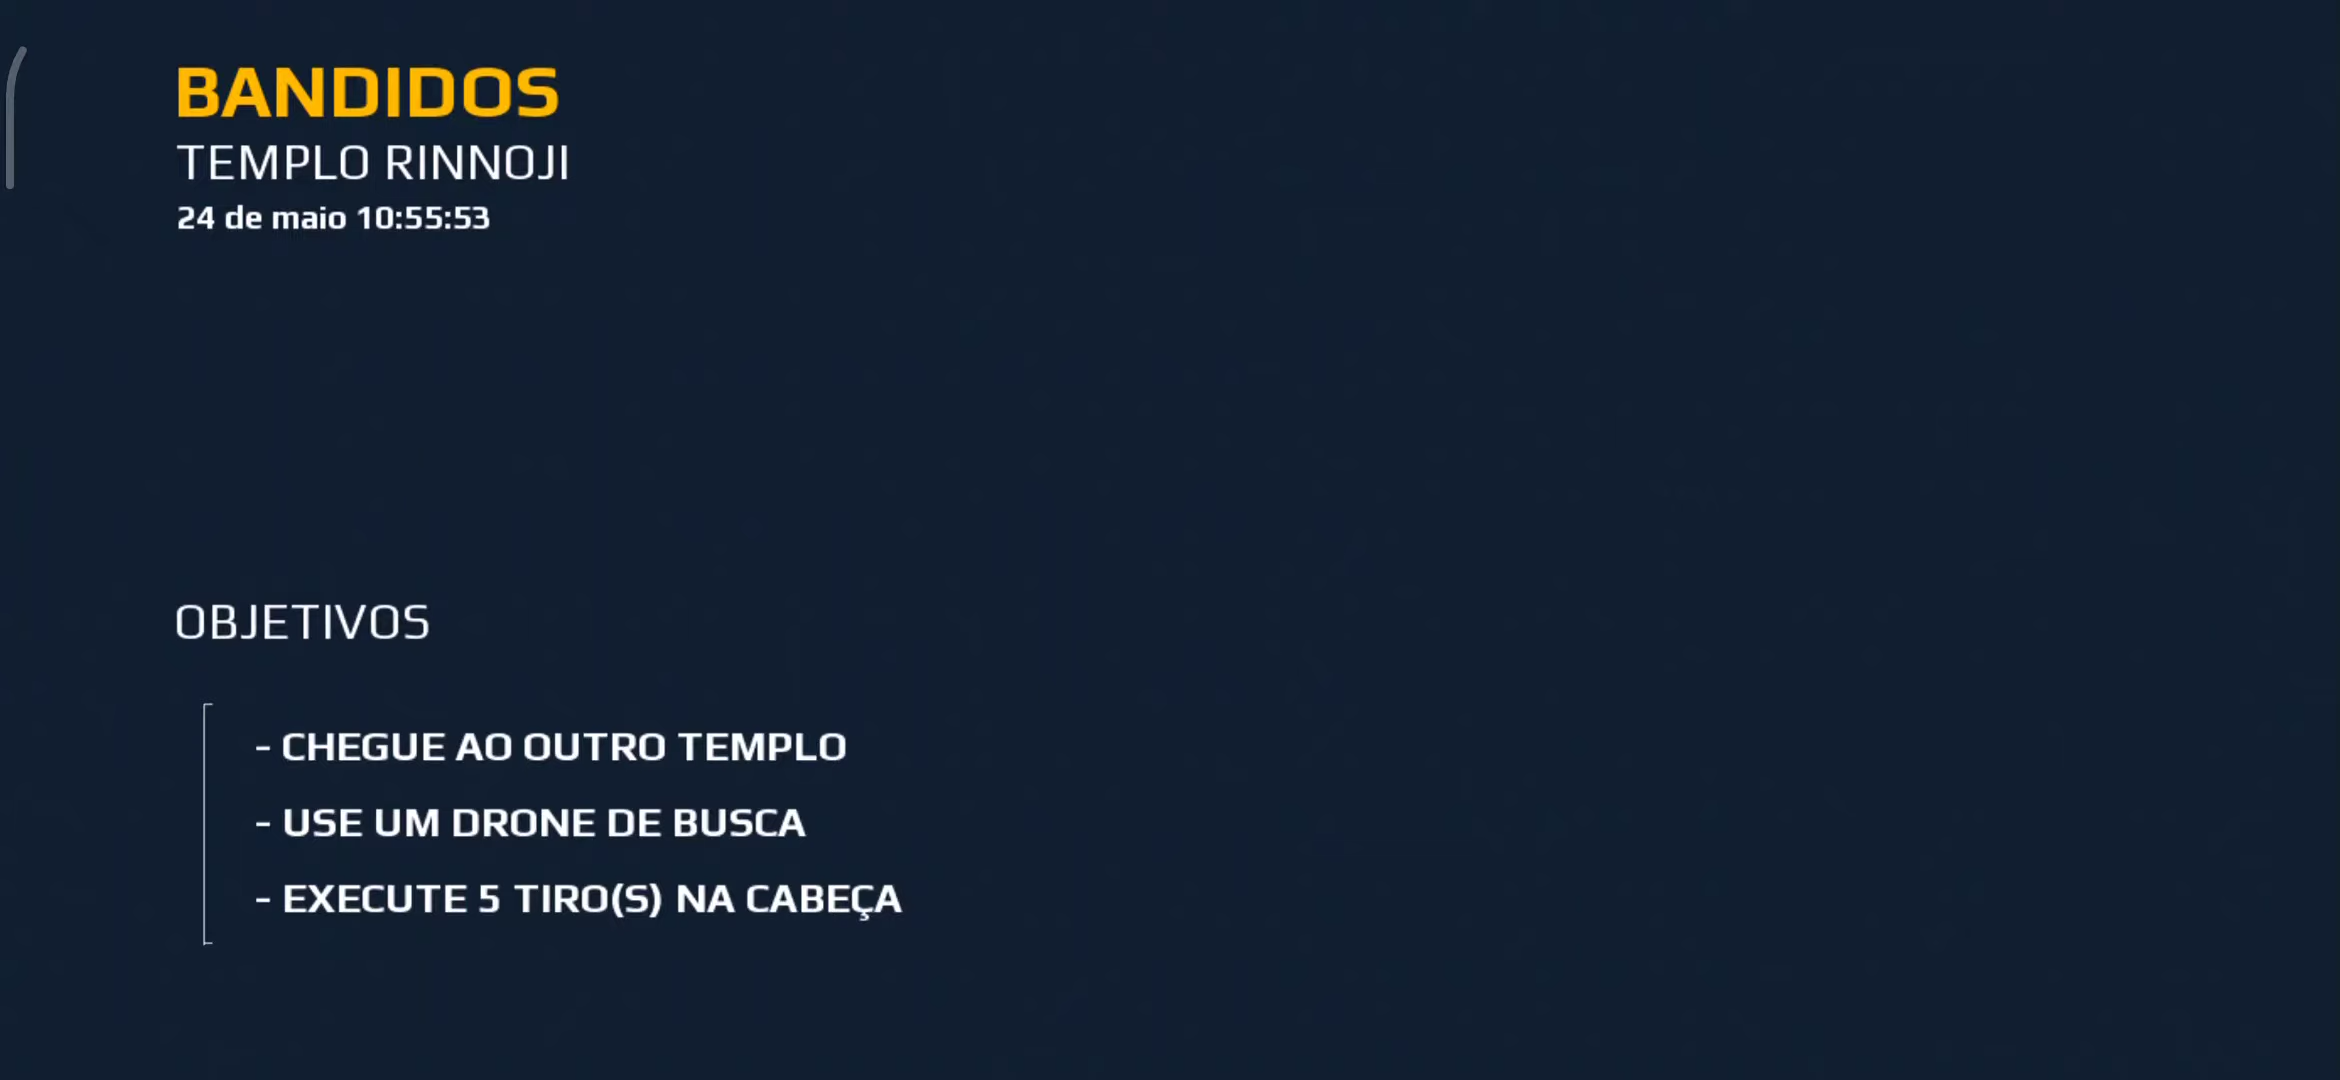 BANDIDOS
TEMPLO RINNOJI
24 de maio 10:55:53
OBJETIVOS
- CHEGUE AO OUTRO TEMPLO
- USE UM DRONE DE BUSCA
- EXECUTE 5 TIRO(S) NA CABEÇA